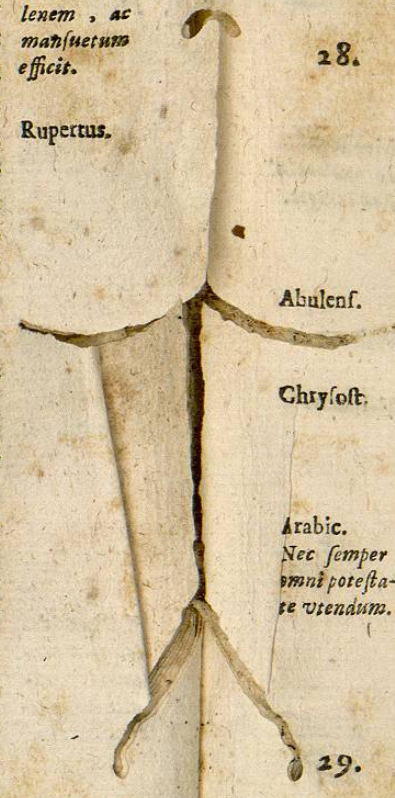 lenem, ac
manſuetum
efficit.
Rupertus.
28.
Abulenſ.
Chryſoſt.
Arabic.
Nec ſemper
omni poteſta-
te vtendum.
29.